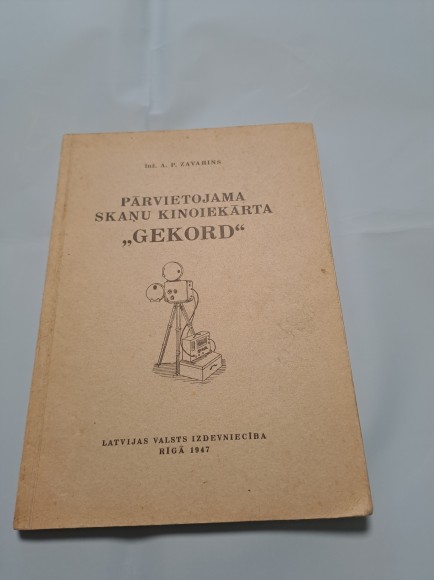 Inž. A. P. ZAVARINS
PĀRVIETOJAMA
SKAŅU KINOIEKĀRTA
„GEKORD“
LATVIJAS VALSTS IZDEVNIECĪBA
RĪGĀ 1947